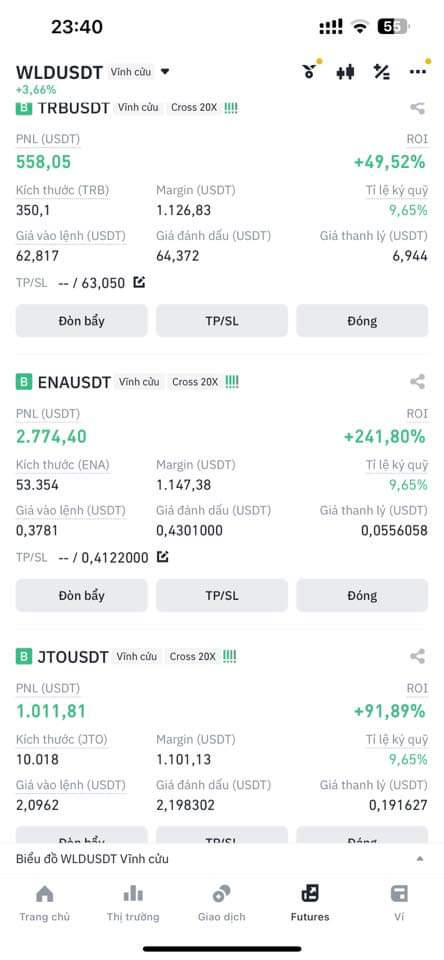 23:40
55
WLDUSDT Vĩnh cửu
+3,66%
B TRBUSDT Vĩnh cửu Cross 20X !!!!
PNL (USDT) ROI
558,05 +49,52%
Kích thước (TRB) Margin (USDT) Tỉ lệ ký quỹ
350,1 1.126,83 9,65%
Giá vào lệnh (USDT) Giá đánh dấu (USDT) Giá thanh lý (USDT)
62,817 64,372 6,944
TP/SL -- / 63,050
Đòn bẩy TP/SL Đóng
B ENAUSDT Vĩnh cửu Cross 20X !!!!
PNL (USDT) ROI
2.774,40 +241,80%
Kích thước (ENA) Margin (USDT) Tỉ lệ ký quỹ
53.354 1.147,38 9,65%
Giá vào lệnh (USDT) Giá đánh dấu (USDT) Giá thanh lý (USDT)
0,3781 0,4301000 0,0556058
TP/SL -- / 0,4122000
Đòn bẩy TP/SL Đóng
B JTOUSDT Vĩnh cửu Cross 20X !!!!
PNL (USDT) ROI
1.011,81 +91,89%
Kích thước (JTO) Margin (USDT) Tỉ lệ ký quỹ
10.018 1.101,13 9,65%
Giá vào lệnh (USDT) Giá đánh dấu (USDT) Giá thanh lý (USDT)
2,0962 2,198302 0,191627
Đòn bẩy TP/SL Đóng
Biểu đồ WLDUSDT Vĩnh cửu
Trang chủ Thị trường Giao dịch Futures Ví